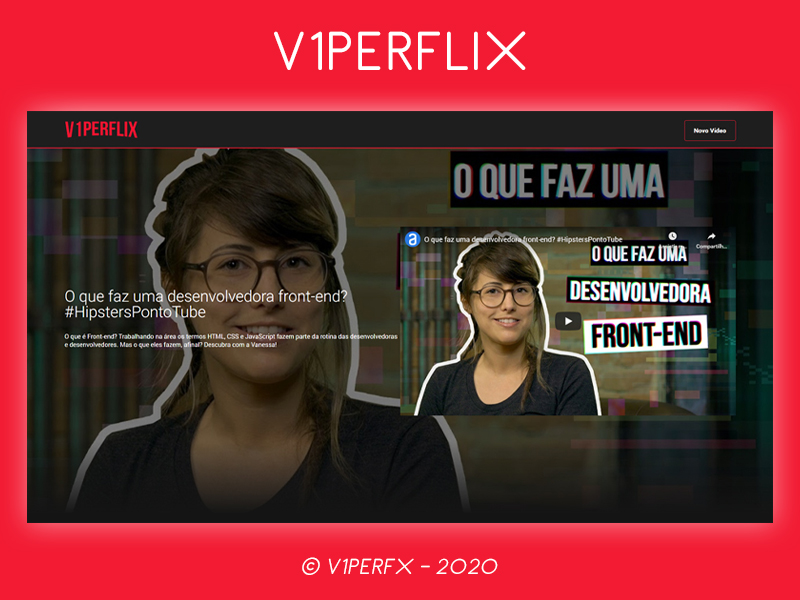 V1PERFLIX
V1PERFLIX
Novo Vídeo
O QUE FAZ UMA
O que faz uma desenvolvedora front-end? #HipstersPontoTube
Compartilh...
O QUE FAZ UMA
DESENVOLVEDORA
FRONT-END
O que faz uma desenvolvedora front-end?
#HipstersPontoTube
O que é Front-end? Trabalhando na área os termos HTML, CSS e JavaScript fazem parte da rotina das desenvolvedoras
e desenvolvedores. Mas o que eles fazem, afinal? Descubra com a Vanessa!
© V1PERFX - 2020